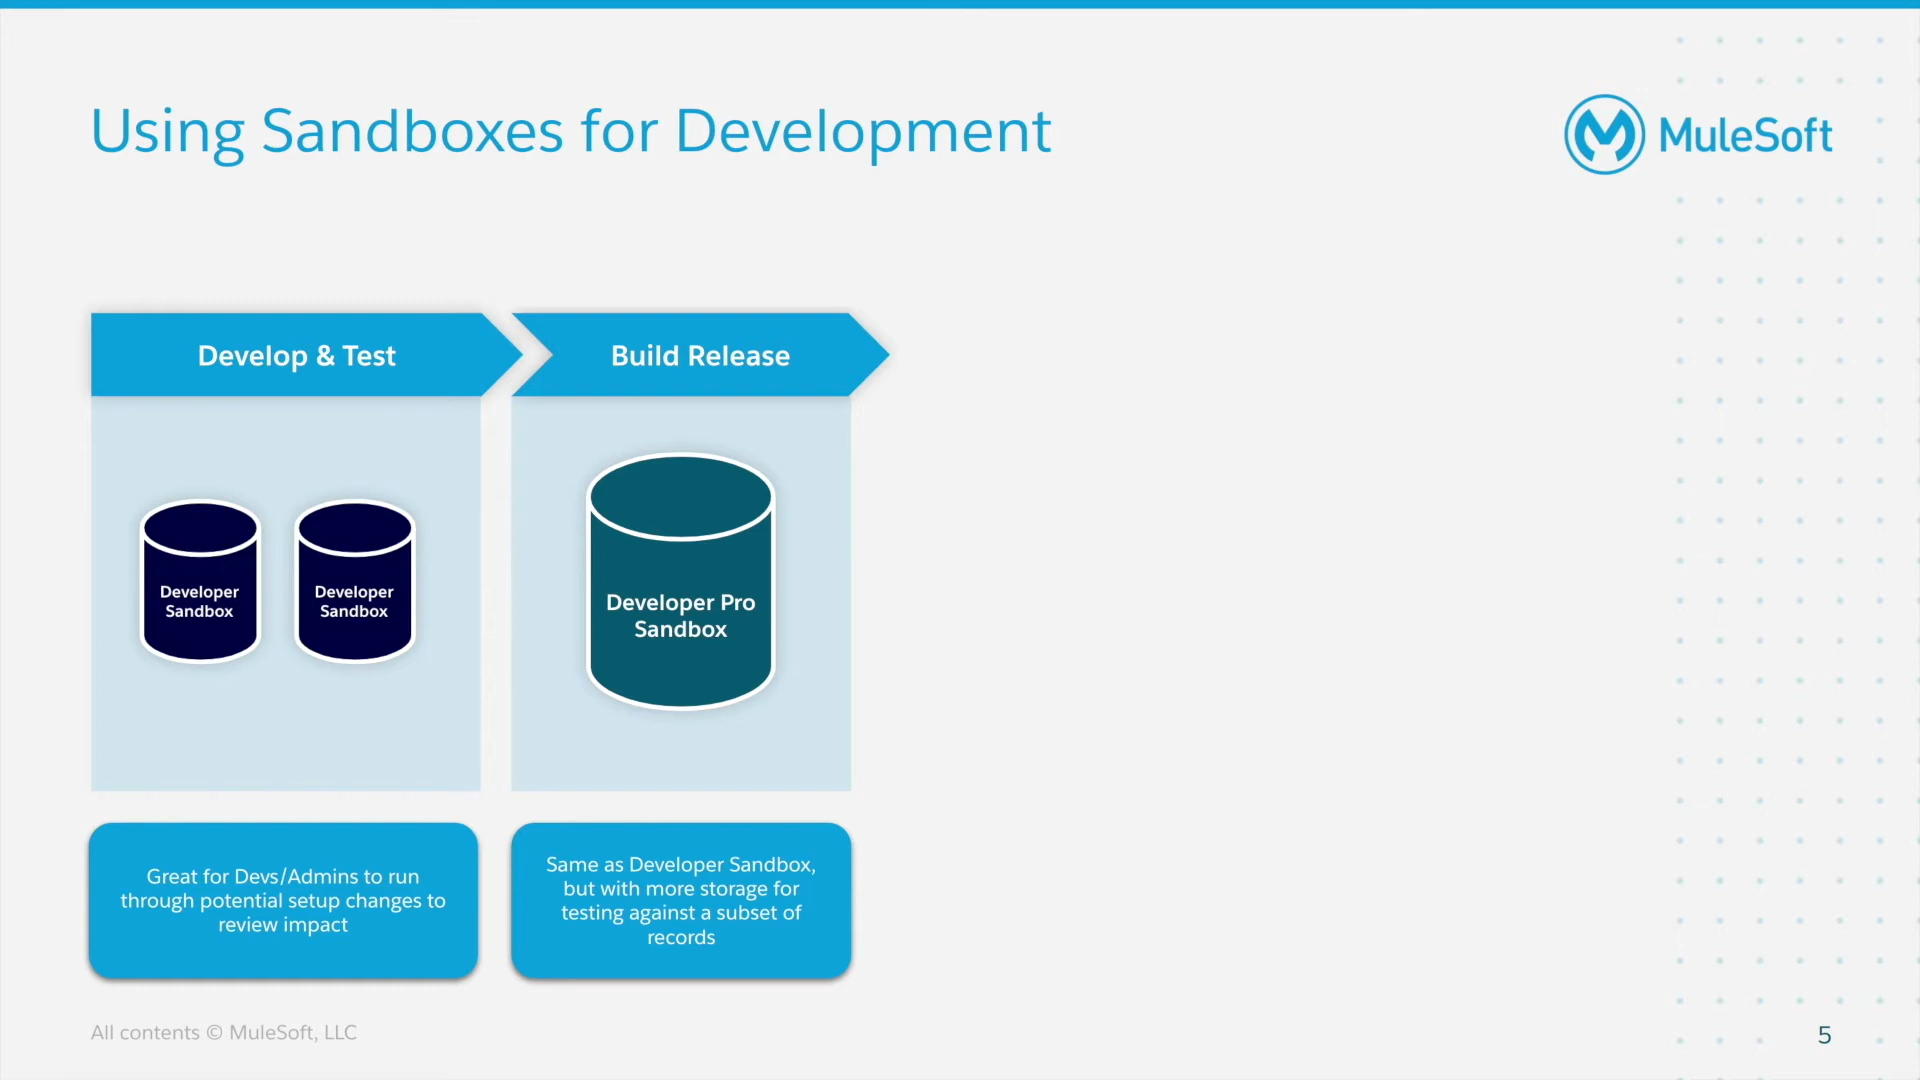 Using Sandboxes for Development
MuleSoft
Develop & Test
Build Release
Developer
Sandbox
Developer
Sandbox
Developer Pro
Sandbox
Great for Devs/Admins to run
through potential setup changes to
review impact
Same as Developer Sandbox,
but with more storage for
testing against a subset of
records
All contents © MuleSoft, LLC
5